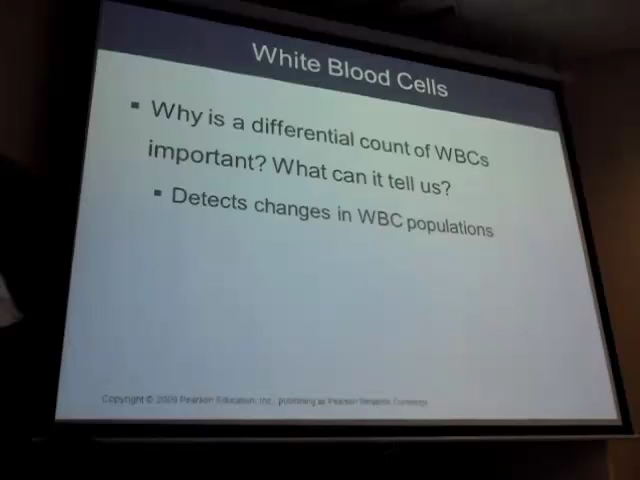 White Blood Cells
▪ Why is a differential count of WBCs
important? What can it tell us?
▪ Detects changes in WBC populations
Copyright © 2009 Pearson Education, Inc., publishing as Pearson Benjamin Cummings